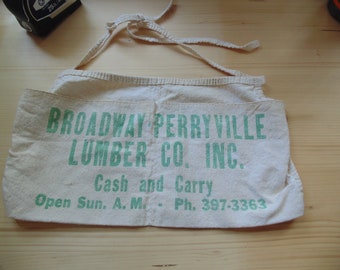 BROADWAY PERRYVILLE
LUMBER CO. INC.
Cash and Carry
Open Sun. A.M. - Ph. 397-3363